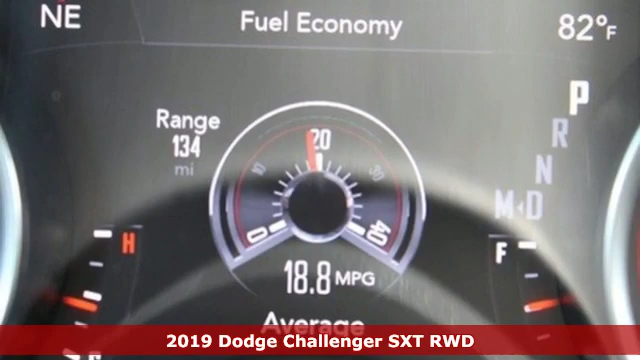 NE
Fuel Economy
82°F
Range
134
mi
10
20
30
0
40
18.8 MPG
Average
P
R
N
M◂D
H
F
2019 Dodge Challenger SXT RWD